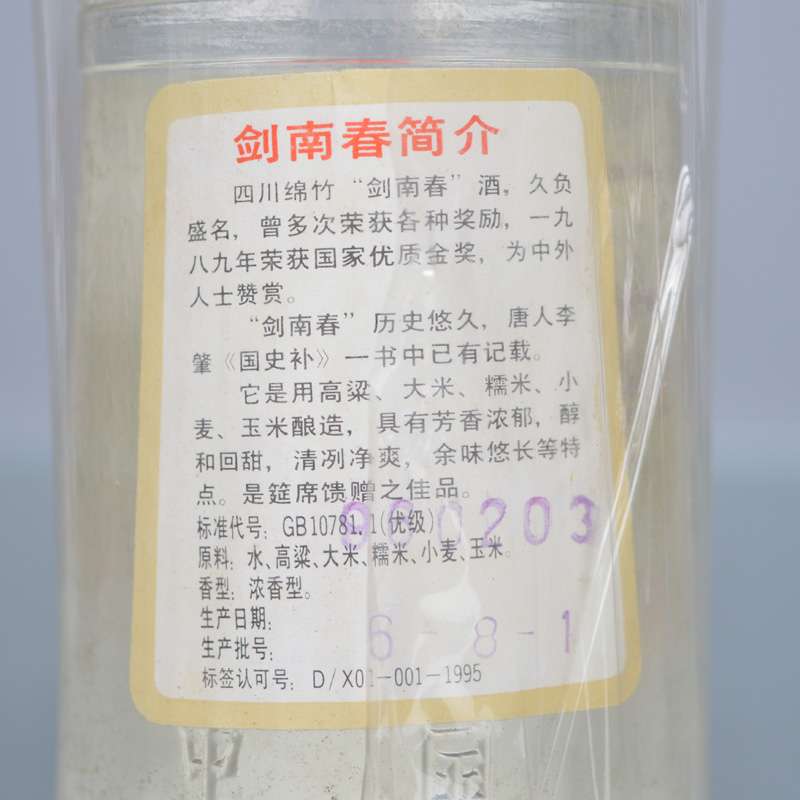 剑南春简介
四川绵竹“剑南春”酒，久负
盛名，曾多次荣获各种奖励，一九
八九年荣获国家优质金奖，为中外
人士赞赏。
“剑南春”历史悠久，唐人李
肇《国史补》一书中已有记载。
它是用高粱、大米、糯米、小
麦、玉米酿造，具有芳香浓郁，醇
和回甜，清冽净爽，余味悠长等特
点。是筵席馈赠之佳品。
标准代号：GB10781.1(优级)
900203
原料：水、高粱、大米、糯米、小麦、玉米。
香型：浓香型。
生产日期：
生产批号：
6-8-1
标签认可号：D/X01-001-1995
中